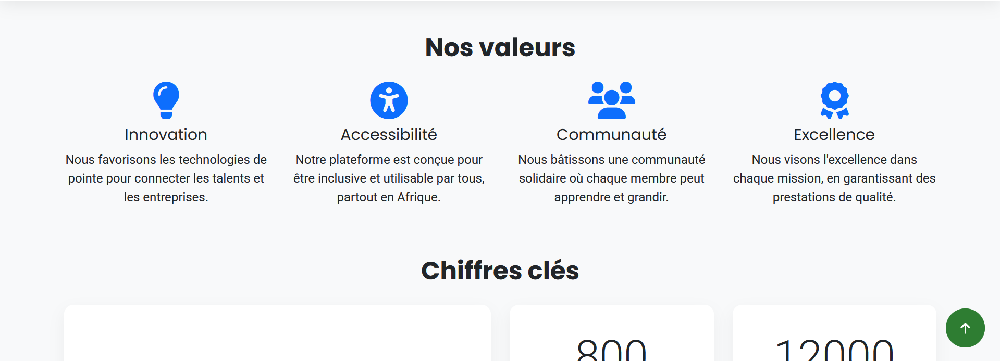 Nos valeurs
Innovation
Nous favorisons les technologies de
pointe pour connecter les talents et
les entreprises.
Accessibilité
Notre plateforme est conçue pour
être inclusive et utilisable par tous,
partout en Afrique.
Communauté
Nous bâtissons une communauté
solidaire où chaque membre peut
apprendre et grandir.
Excellence
Nous visons l'excellence dans
chaque mission, en garantissant des
prestations de qualité.
Chiffres clés
800
12000